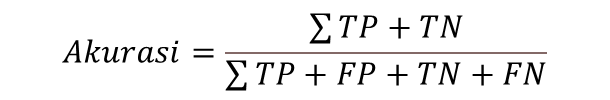 Akurasi = ∑ TP + TN / ∑ TP + FP + TN + FN